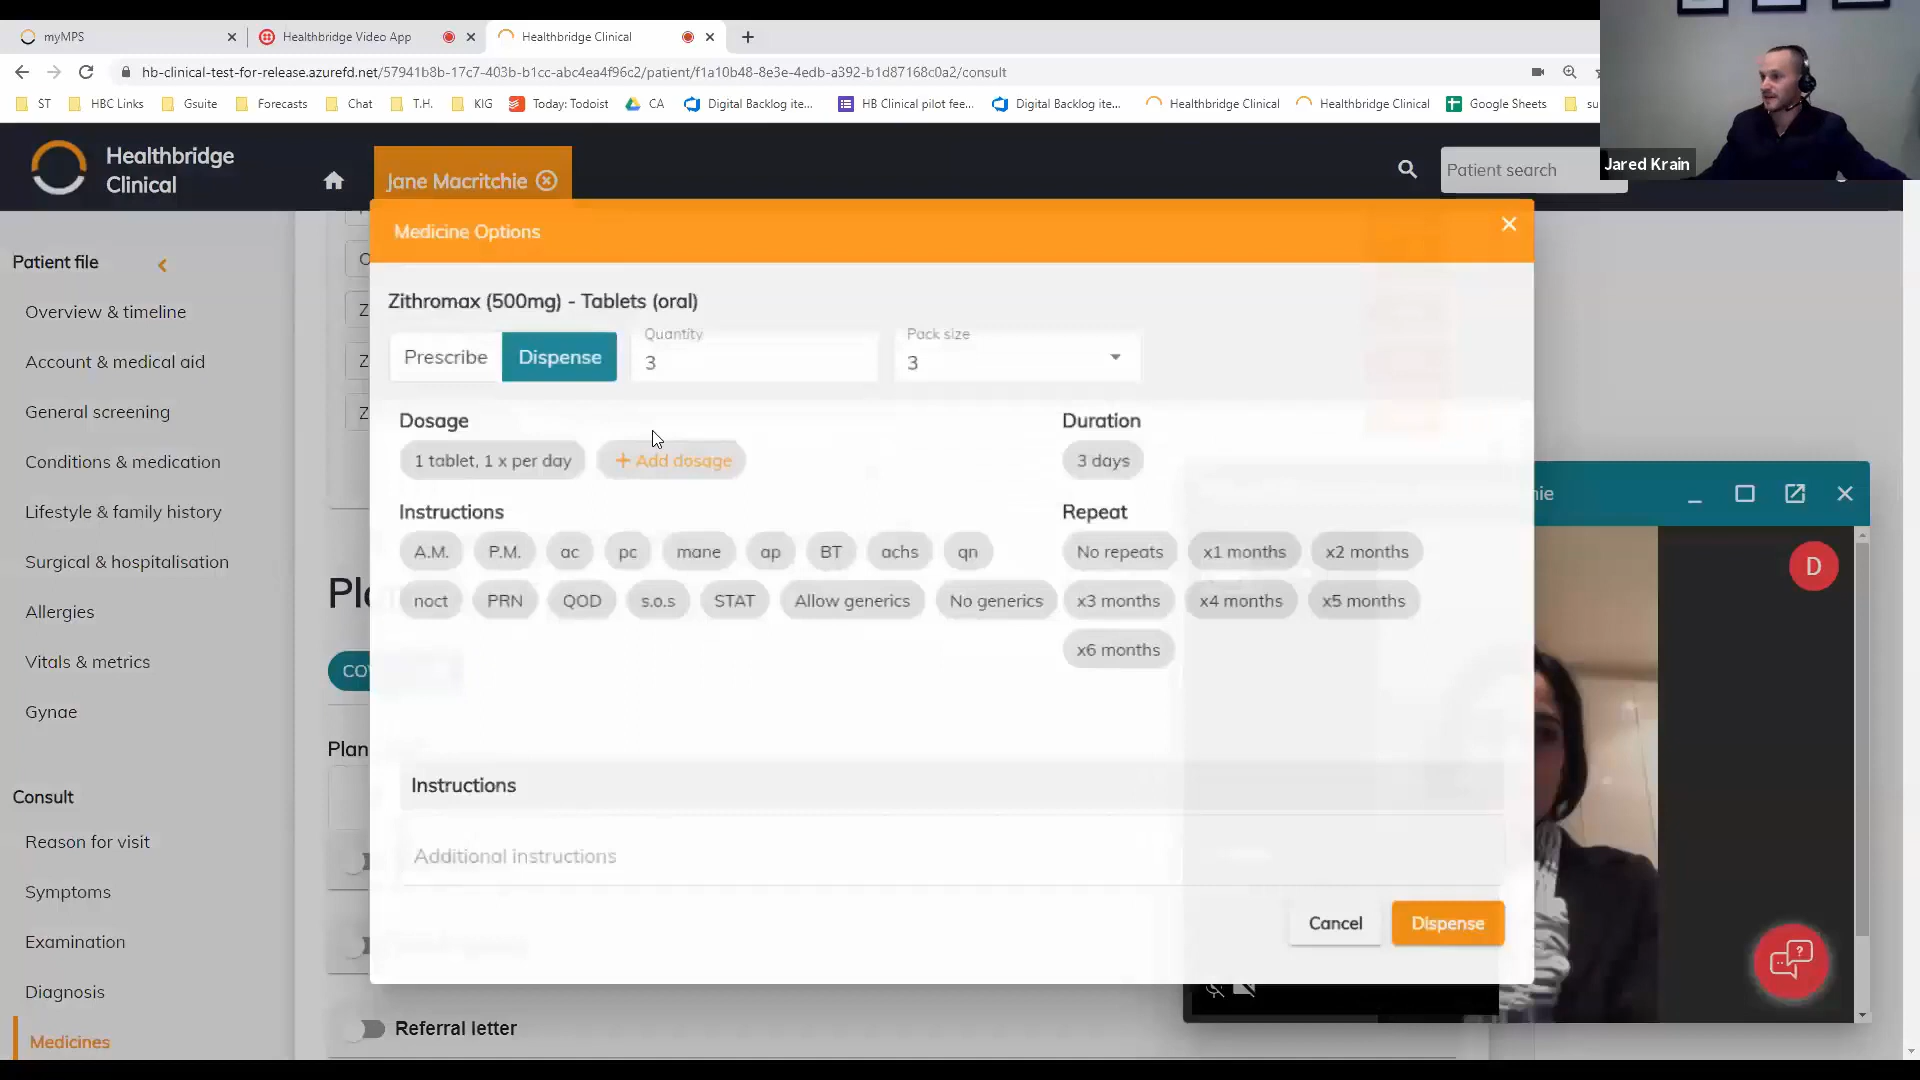 myMPS
Healthbridge Video App
Healthbridge Clinical
hb-clinical-test-for-release.azurefd.net/57941b8b-17c7-403b-b1cc-abc4ea4f96c2/patient/f1a10b48-8e3e-4edb-a392-b1d87168c0a2/consult
ST HBC Links Gsuite Forecasts Chat T.H. KIG Today: Todoist CA Digital Backlog ite... HB Clinical pilot fee... Digital Backlog ite... Healthbridge Clinical Healthbridge Clinical Google Sheets su
Jared Krain
Healthbridge
Clinical
Jane Macritchie
Patient search
Medicine Options
Patient file
Overview & timeline
Account & medical aid
General screening
Conditions & medication
Lifestyle & family history
Surgical & hospitalisation
Allergies
Vitals & metrics
Gynae
Consult
Reason for visit
Symptoms
Examination
Diagnosis
Medicines
Zithromax (500mg) - Tablets (oral)
Prescribe Dispense
Quantity
3
Pack size
3
Dosage
1 tablet, 1 x per day + Add dosage
Duration
3 days
Instructions
A.M. P.M. ac pc mane ap BT achs qn
noct PRN QOD s.o.s STAT Allow generics No generics
Repeat
No repeats x1 months x2 months
x3 months x4 months x5 months
x6 months
Instructions
Additional instructions
Cancel Dispense
Plan
Referral letter
D